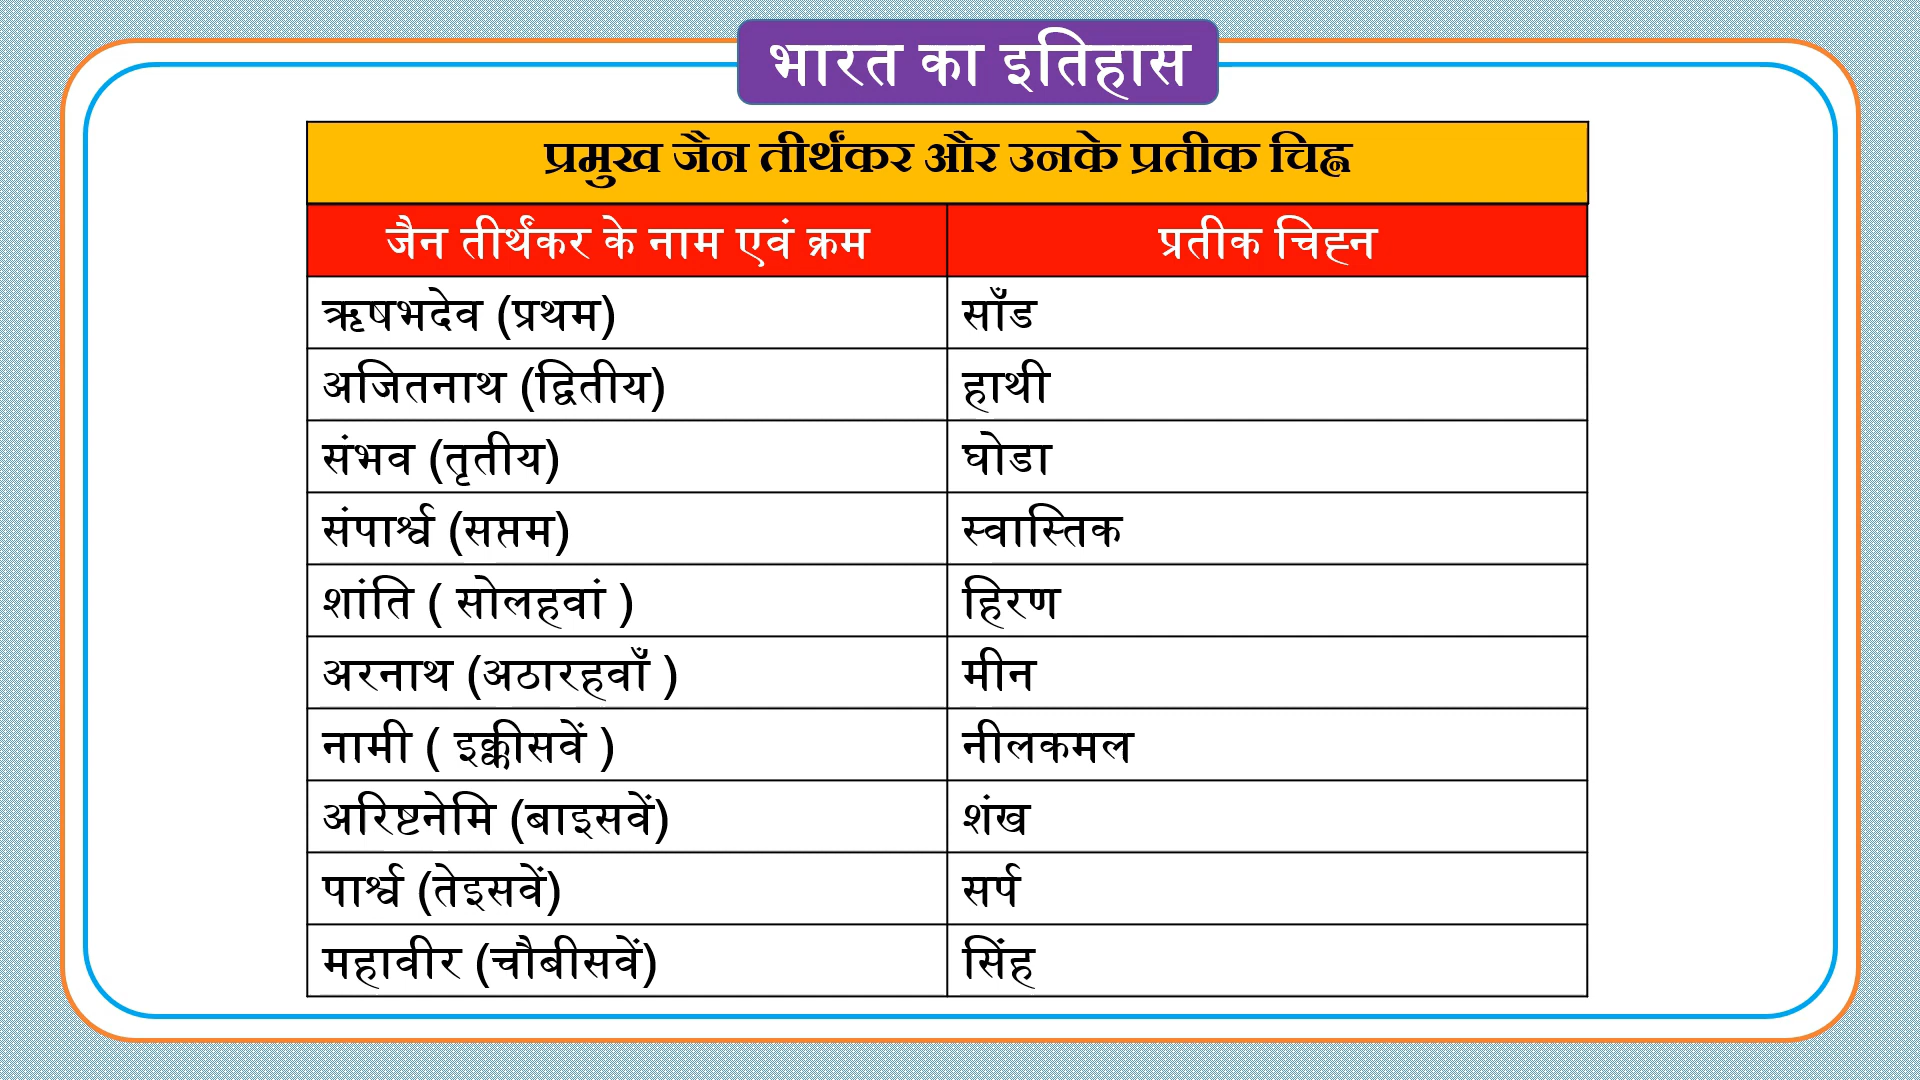 भारत का इतिहास
प्रमुख जैन तीर्थंकर और उनके प्रतीक चिह्न
जैन तीर्थंकर के नाम एवं क्रम प्रतीक चिह्न
ऋषभदेव (प्रथम) साँड
अजितनाथ (द्वितीय) हाथी
संभव (तृतीय) घोडा
संपार्श्व (सप्तम) स्वास्तिक
शांति ( सोलहवां ) हिरण
अरनाथ (अठारहवाँ ) मीन
नामी ( इक्कीसवें ) नीलकमल
अरिष्टनेमि (बाइसवें) शंख
पार्श्व (तेइसवें) सर्प
महावीर (चौबीसवें) सिंह